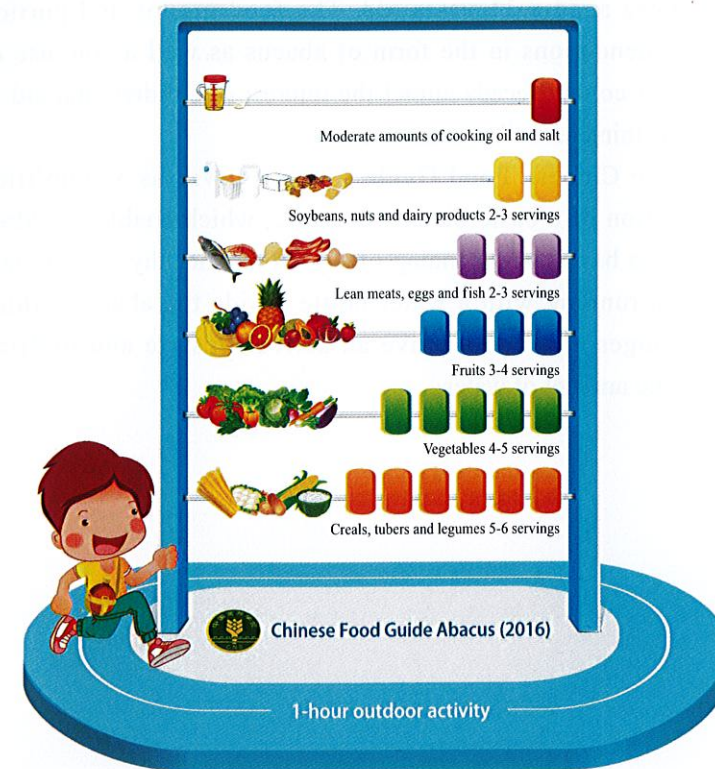 Moderate amounts of cooking oil and salt
Soybeans, nuts and dairy products 2-3 servings
Lean meats, eggs and fish 2-3 servings
Fruits 3-4 servings
Vegetables 4-5 servings
Creals, tubers and legumes 5-6 servings
Chinese Food Guide Abacus (2016)
1-hour outdoor activity